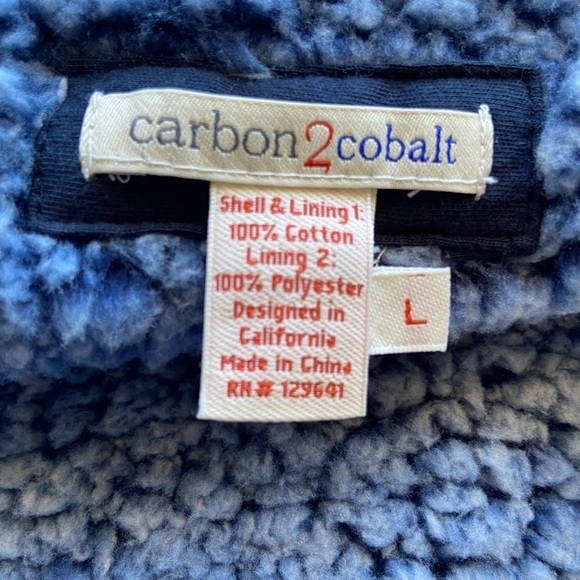 carbon2cobalt
Shell & Lining 1:
100% Cotton
Lining 2:
100% Polyester
Designed in
California
Made in China
RN# 129641
L